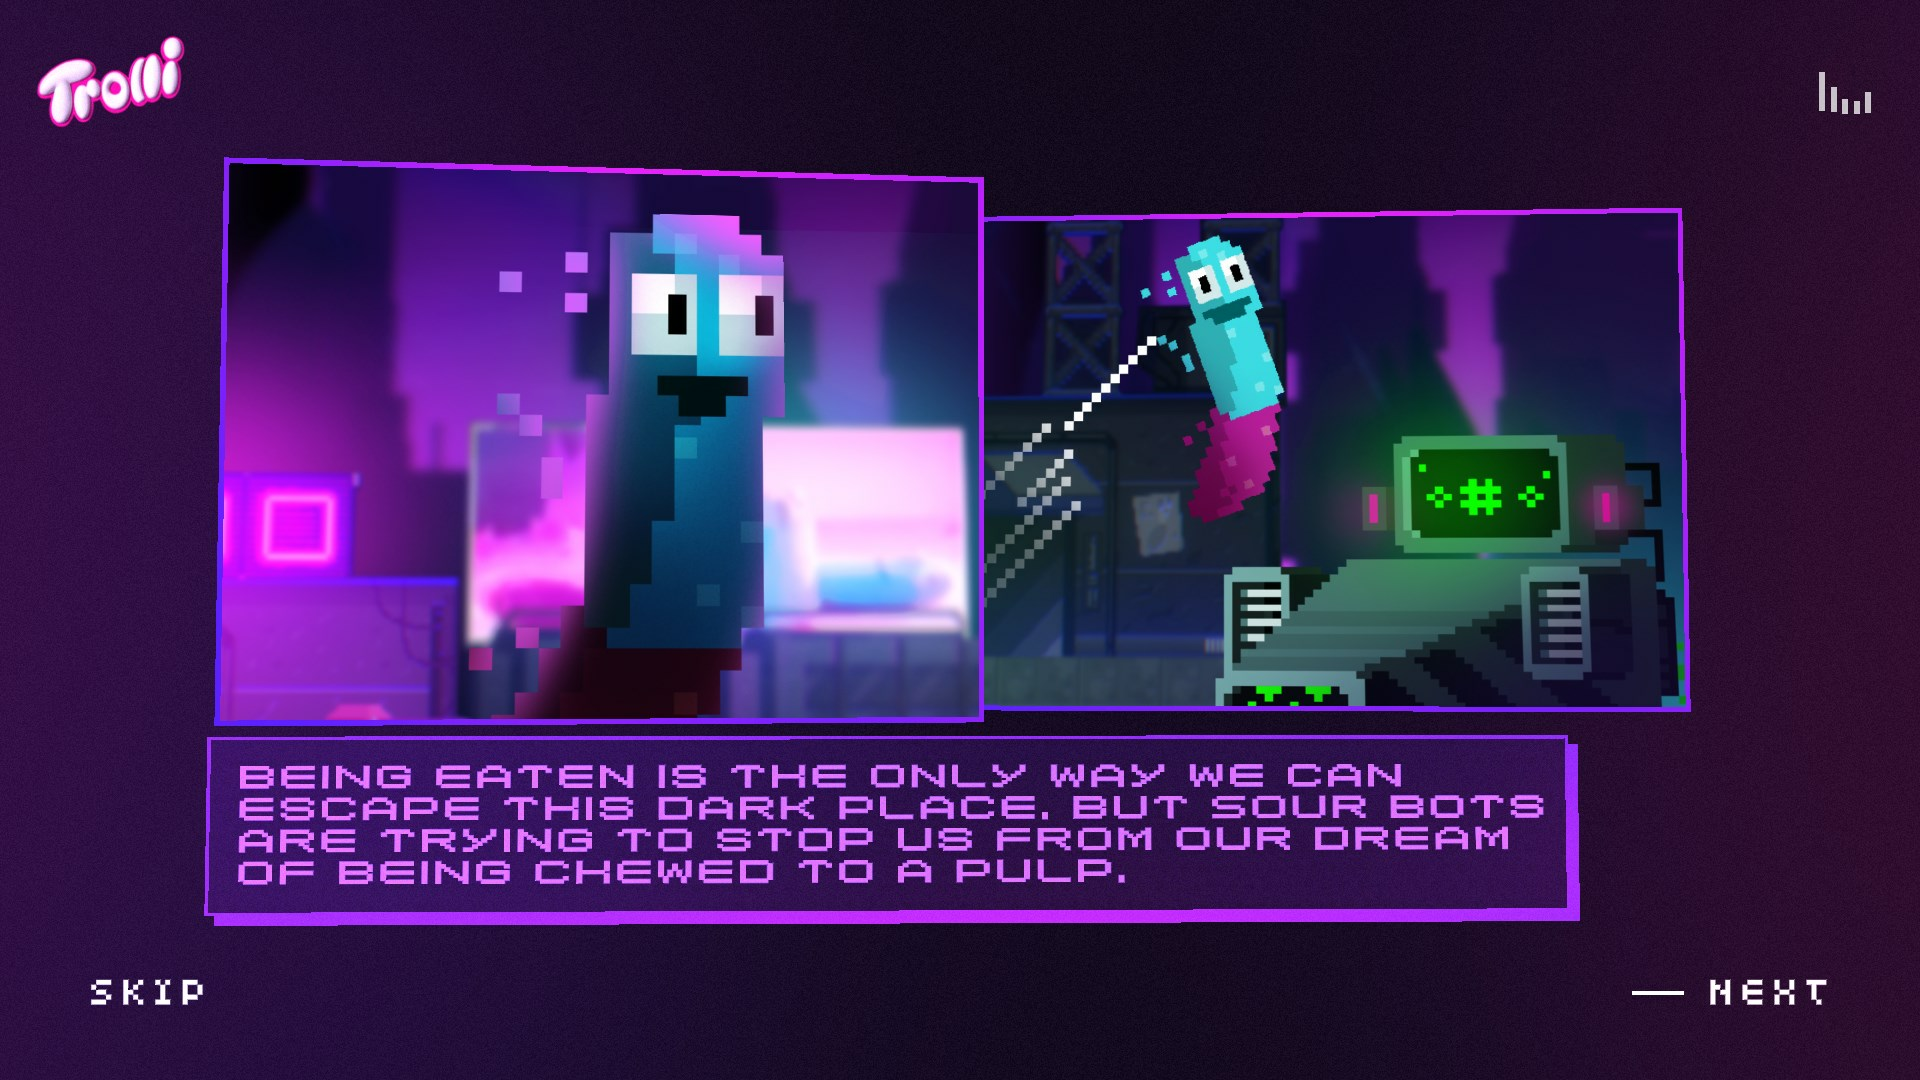 Trolli
BEING EATEN IS THE ONLY WAY WE CAN
ESCAPE THIS DARK PLACE. BUT SOUR BOTS
ARE TRYING TO STOP US FROM OUR DREAM
OF BEING CHEWED TO A PULP.
SKIP
NEXT